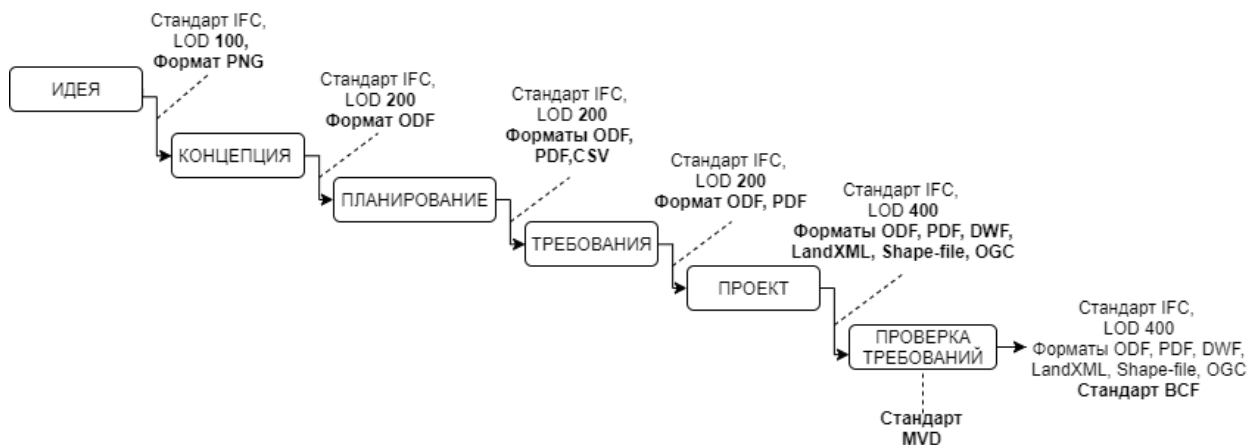 Стандарт IFC,
LOD 100,
Формат PNG
ИДЕЯ
Стандарт IFC,
LOD 200
Формат ODF
КОНЦЕПЦИЯ
Стандарт IFC,
LOD 200
Форматы ODF,
PDF,CSV
ПЛАНИРОВАНИЕ
Стандарт IFC,
LOD 200
Формат ODF, PDF
ТРЕБОВАНИЯ
Стандарт IFC,
LOD 400
Форматы ODF, PDF, DWF,
LandXML, Shape-file, OGC
ПРОЕКТ
ПРОВЕРКА
ТРЕБОВАНИЙ
Стандарт IFC,
LOD 400
Форматы ODF, PDF, DWF,
LandXML, Shape-file, OGC
Стандарт BCF
Стандарт
MVD